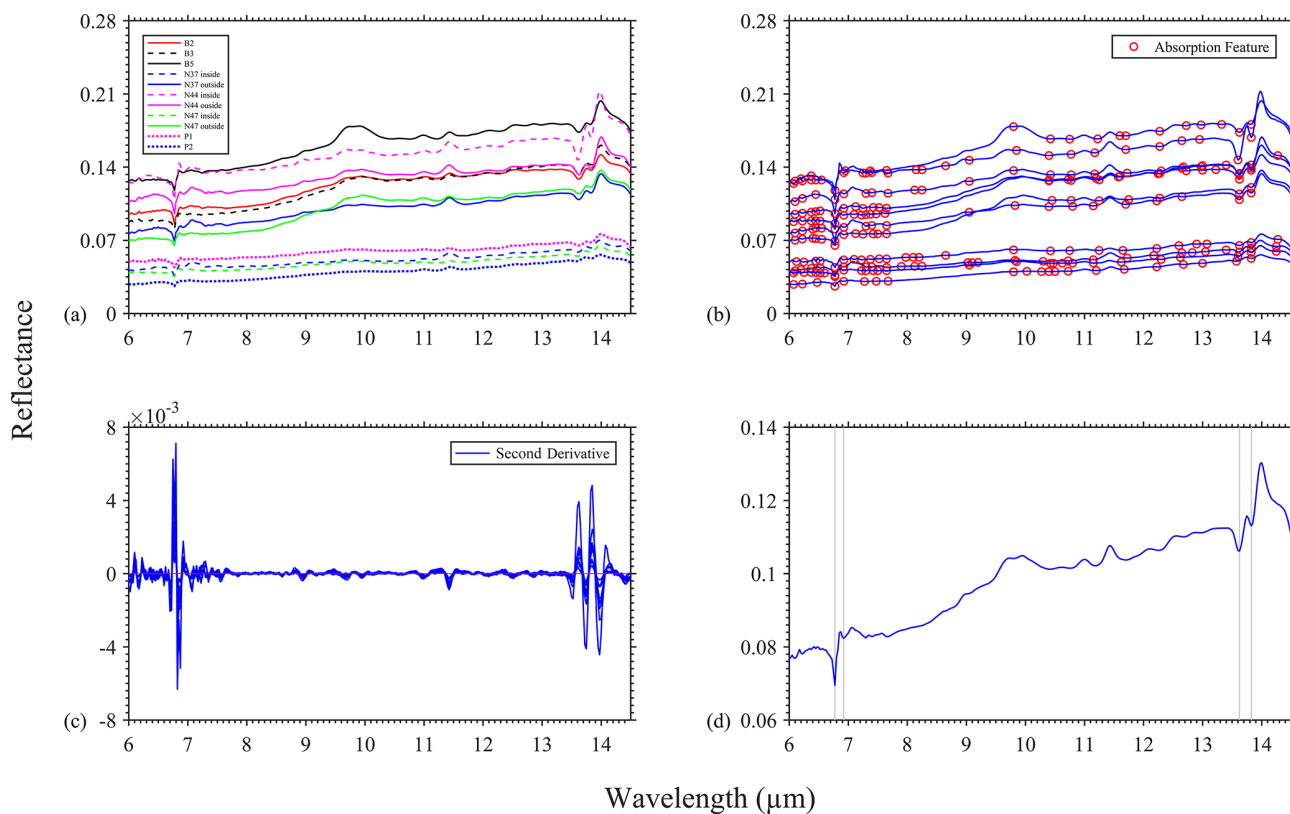 0.28
0.21
0.14
0.07
0
B2
B3
B5
N37 inside
N37 outside
N44 inside
N44 ouside
N47 inside
N47 outside
P1
P2
(a)
6 7 8 9 10 11 12 13 14
0.28
0.21
0.14
0.07
0
Absorption Feature
(b)
6 7 8 9 10 11 12 13 14
Reflectance
×10-3
8
4
0
-4
-8
Second Derivative
(c)
6 7 8 9 10 11 12 13 14
0.14
0.12
0.1
0.08
0.06
(d)
6 7 8 9 10 11 12 13 14
Wavelength (μm)